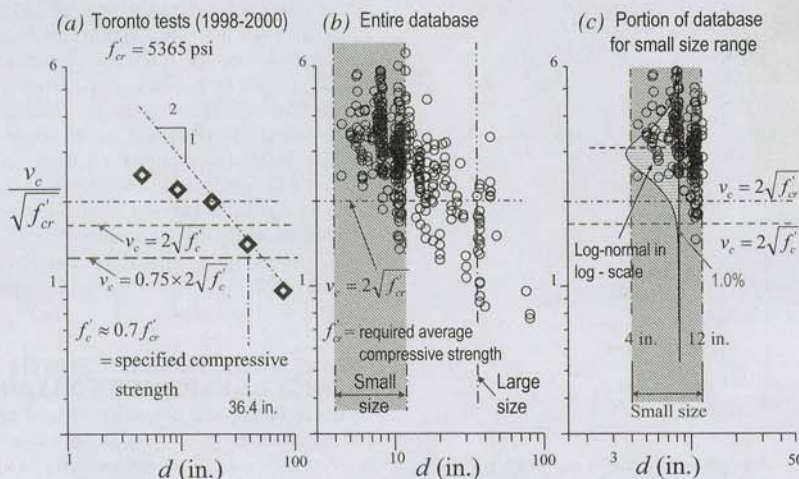 (a) Toronto tests (1998-2000)
f'cr = 5365 psi
6
2
1
vc / √f'cr
vc = 2√f'c
1
vc = 0.75×2√f'c
f'c ≈ 0.7f'cr
= specified compressive
strength
36.4 in.
1
10
100
d (in.)
(b) Entire database
6
vc = 2√f'cr
1
f'cr = required average
compressive strength
Small
size
Large
size
10
100
d (in.)
(c) Portion of database
for small size range
6
vc = 2√f'cr
vc = 2√f'c
Log-normal in
log - scale
1.0%
1
4 in.
12 in.
Small size
3
10
50
d (in.)